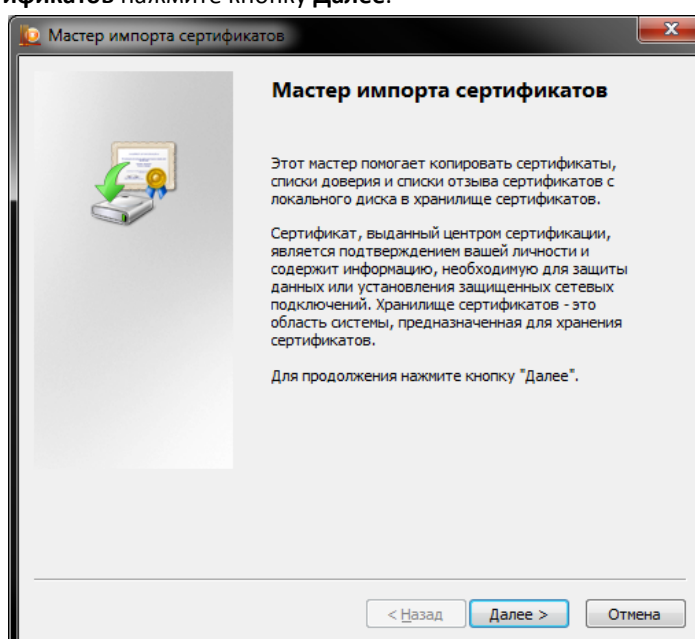 нажмите кнопку Далее.
Мастер импорта сертификатов
Мастер импорта сертификатов
Этот мастер помогает копировать сертификаты,
списки доверия и списки отзыва сертификатов с
локального диска в хранилище сертификатов.
Сертификат, выданный центром сертификации,
является подтверждением вашей личности и
содержит информацию, необходимую для защиты
данных или установления защищенных сетевых
подключений. Хранилище сертификатов - это
область системы, предназначенная для хранения
сертификатов.
Для продолжения нажмите кнопку "Далее".
< Назад Далее > Отмена